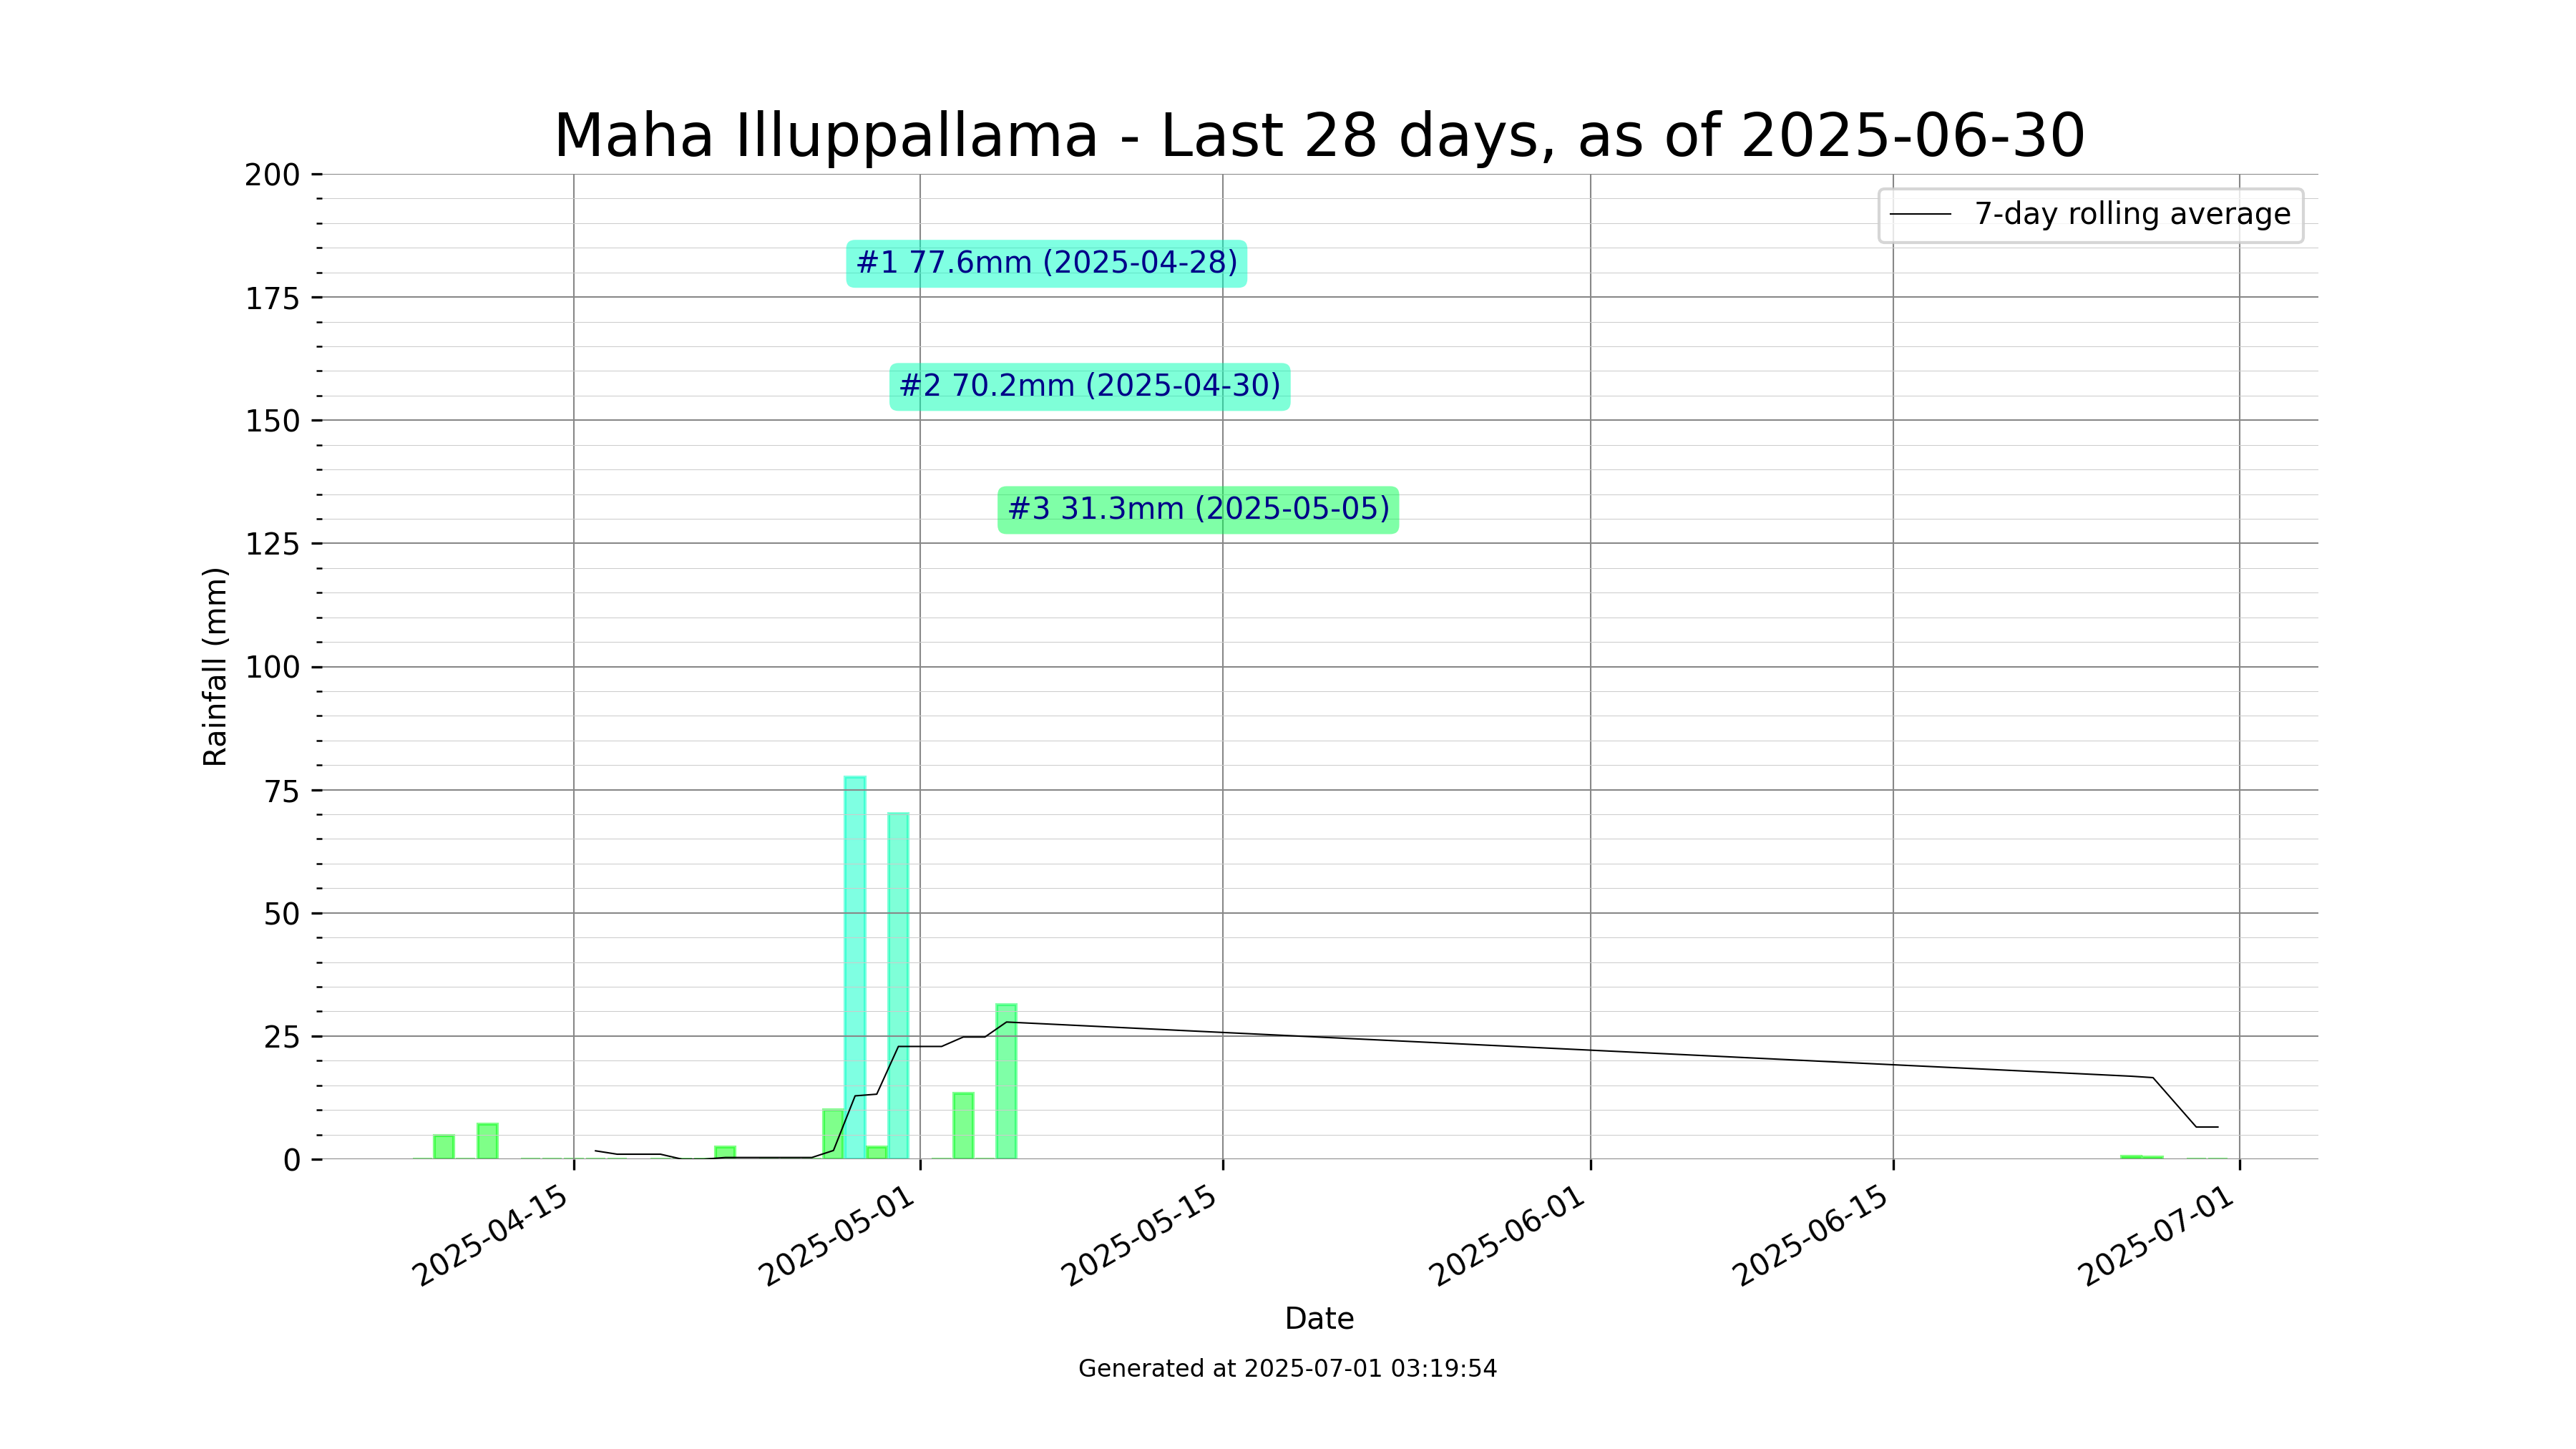 Maha Illuppallama - Last 28 days, as of 2025-06-30
200
175
150
125
100
75
50
25
0
Rainfall (mm)
7-day rolling average
#1 77.6mm (2025-04-28)
#2 70.2mm (2025-04-30)
#3 31.3mm (2025-05-05)
2025-04-15
2025-05-01
2025-05-15
2025-06-01
2025-06-15
2025-07-01
Date
Generated at 2025-07-01 03:19:54